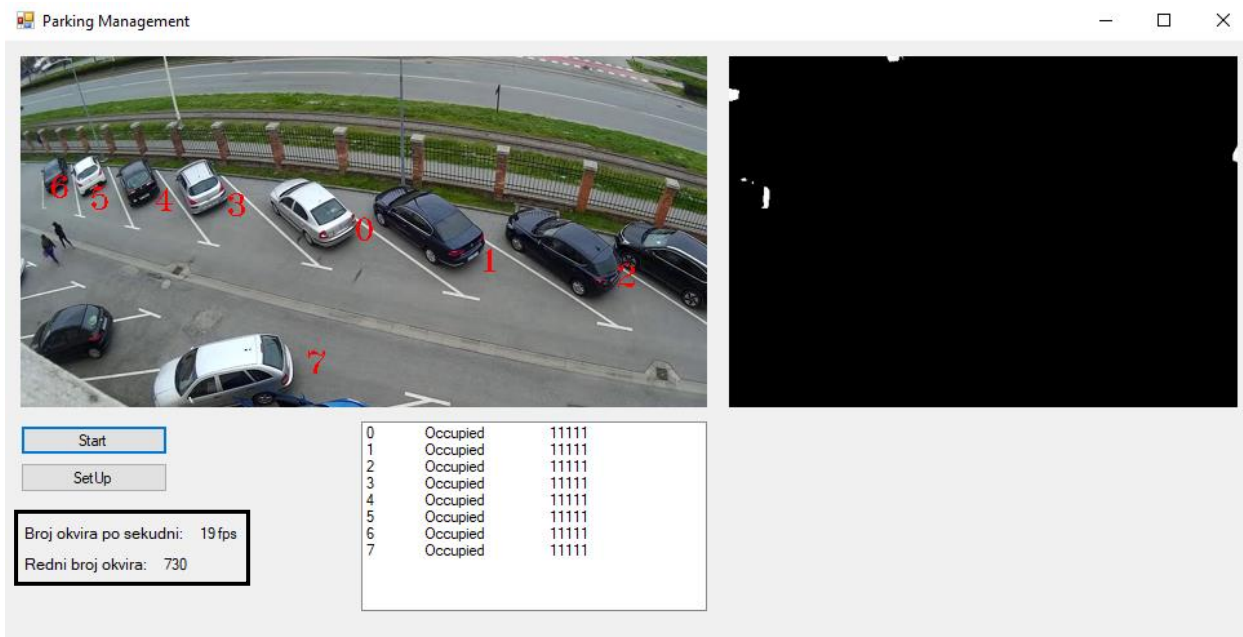 Parking Management
6
5
4
3
0
1
2
7
Start
SetUp
Broj okvira po sekudni: 19 fps
Redni broj okvira: 730
0 Occupied 11111
1 Occupied 11111
2 Occupied 11111
3 Occupied 11111
4 Occupied 11111
5 Occupied 11111
6 Occupied 11111
7 Occupied 11111